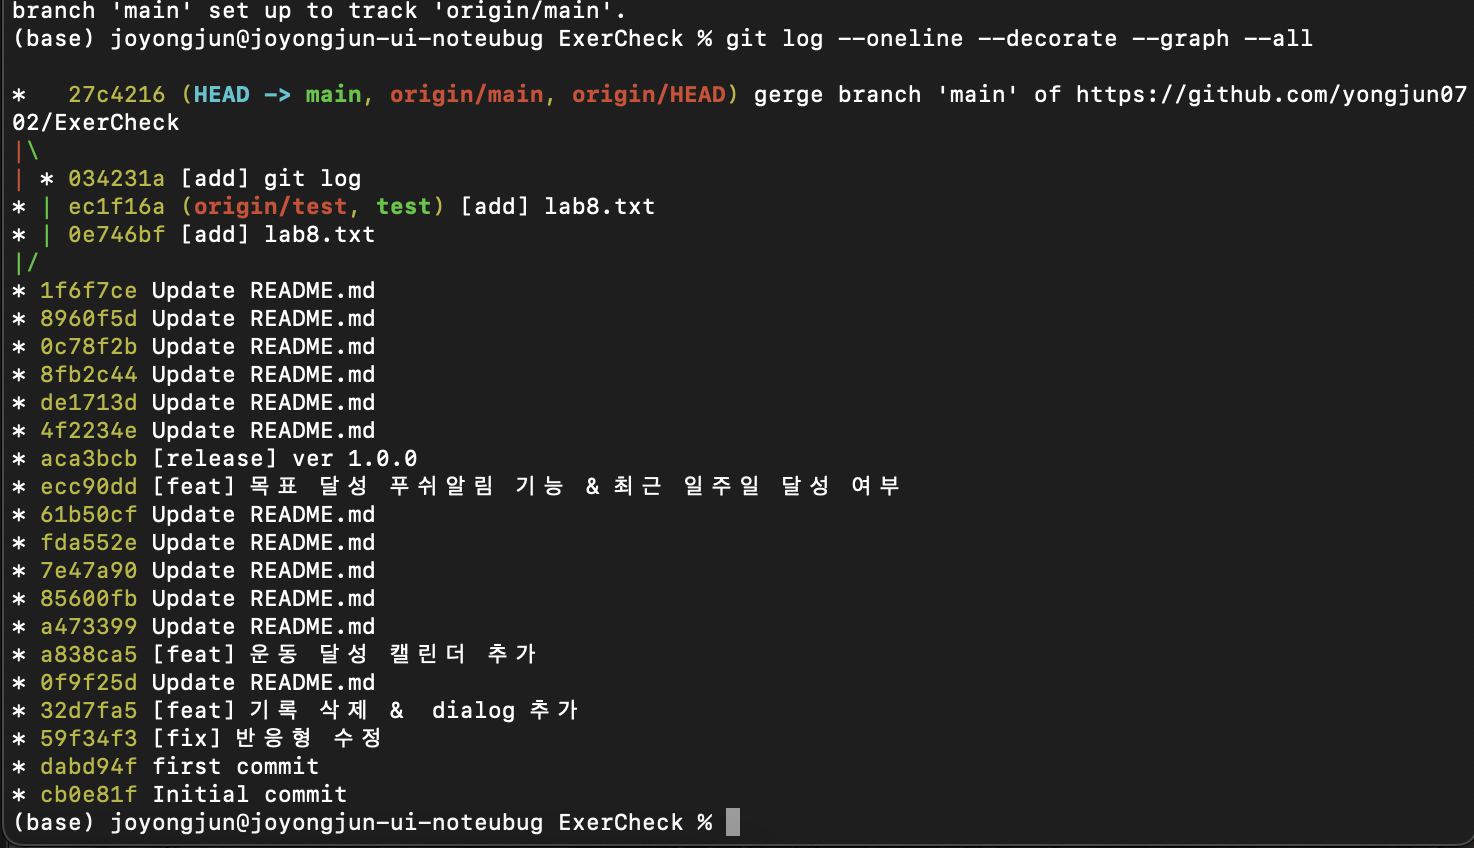 branch 'main' set up to track 'origin/main'.
(base) joyongjun@joyongjun-ui-noteubug ExerCheck % git log --oneline --decorate --graph --all
*   27c4216 (HEAD -> main, origin/main, origin/HEAD) gerge branch 'main' of https://github.com/yongjun07
02/ExerCheck
|\
| * 034231a [add] git log
* | ec1f16a (origin/test, test) [add] lab8.txt
* | 0e746bf [add] lab8.txt
|/
* 1f6f7ce Update README.md
* 8960f5d Update README.md
* 0c78f2b Update README.md
* 8fb2c44 Update README.md
* de1713d Update README.md
* 4f2234e Update README.md
* aca3bcb [release] ver 1.0.0
* ecc90dd [feat] 목표 달성 푸쉬알림 기능 & 최근 일주일 달성 여부
* 61b50cf Update README.md
* fda552e Update README.md
* 7e47a90 Update README.md
* 85600fb Update README.md
* a473399 Update README.md
* a838ca5 [feat] 운동 달성 캘린더 추가
* 0f9f25d Update README.md
* 32d7fa5 [feat] 기록 삭제 &  dialog 추가
* 59f34f3 [fix] 반응형 수정
* dabd94f first commit
* cb0e81f Initial commit
(base) joyongjun@joyongjun-ui-noteubug ExerCheck %